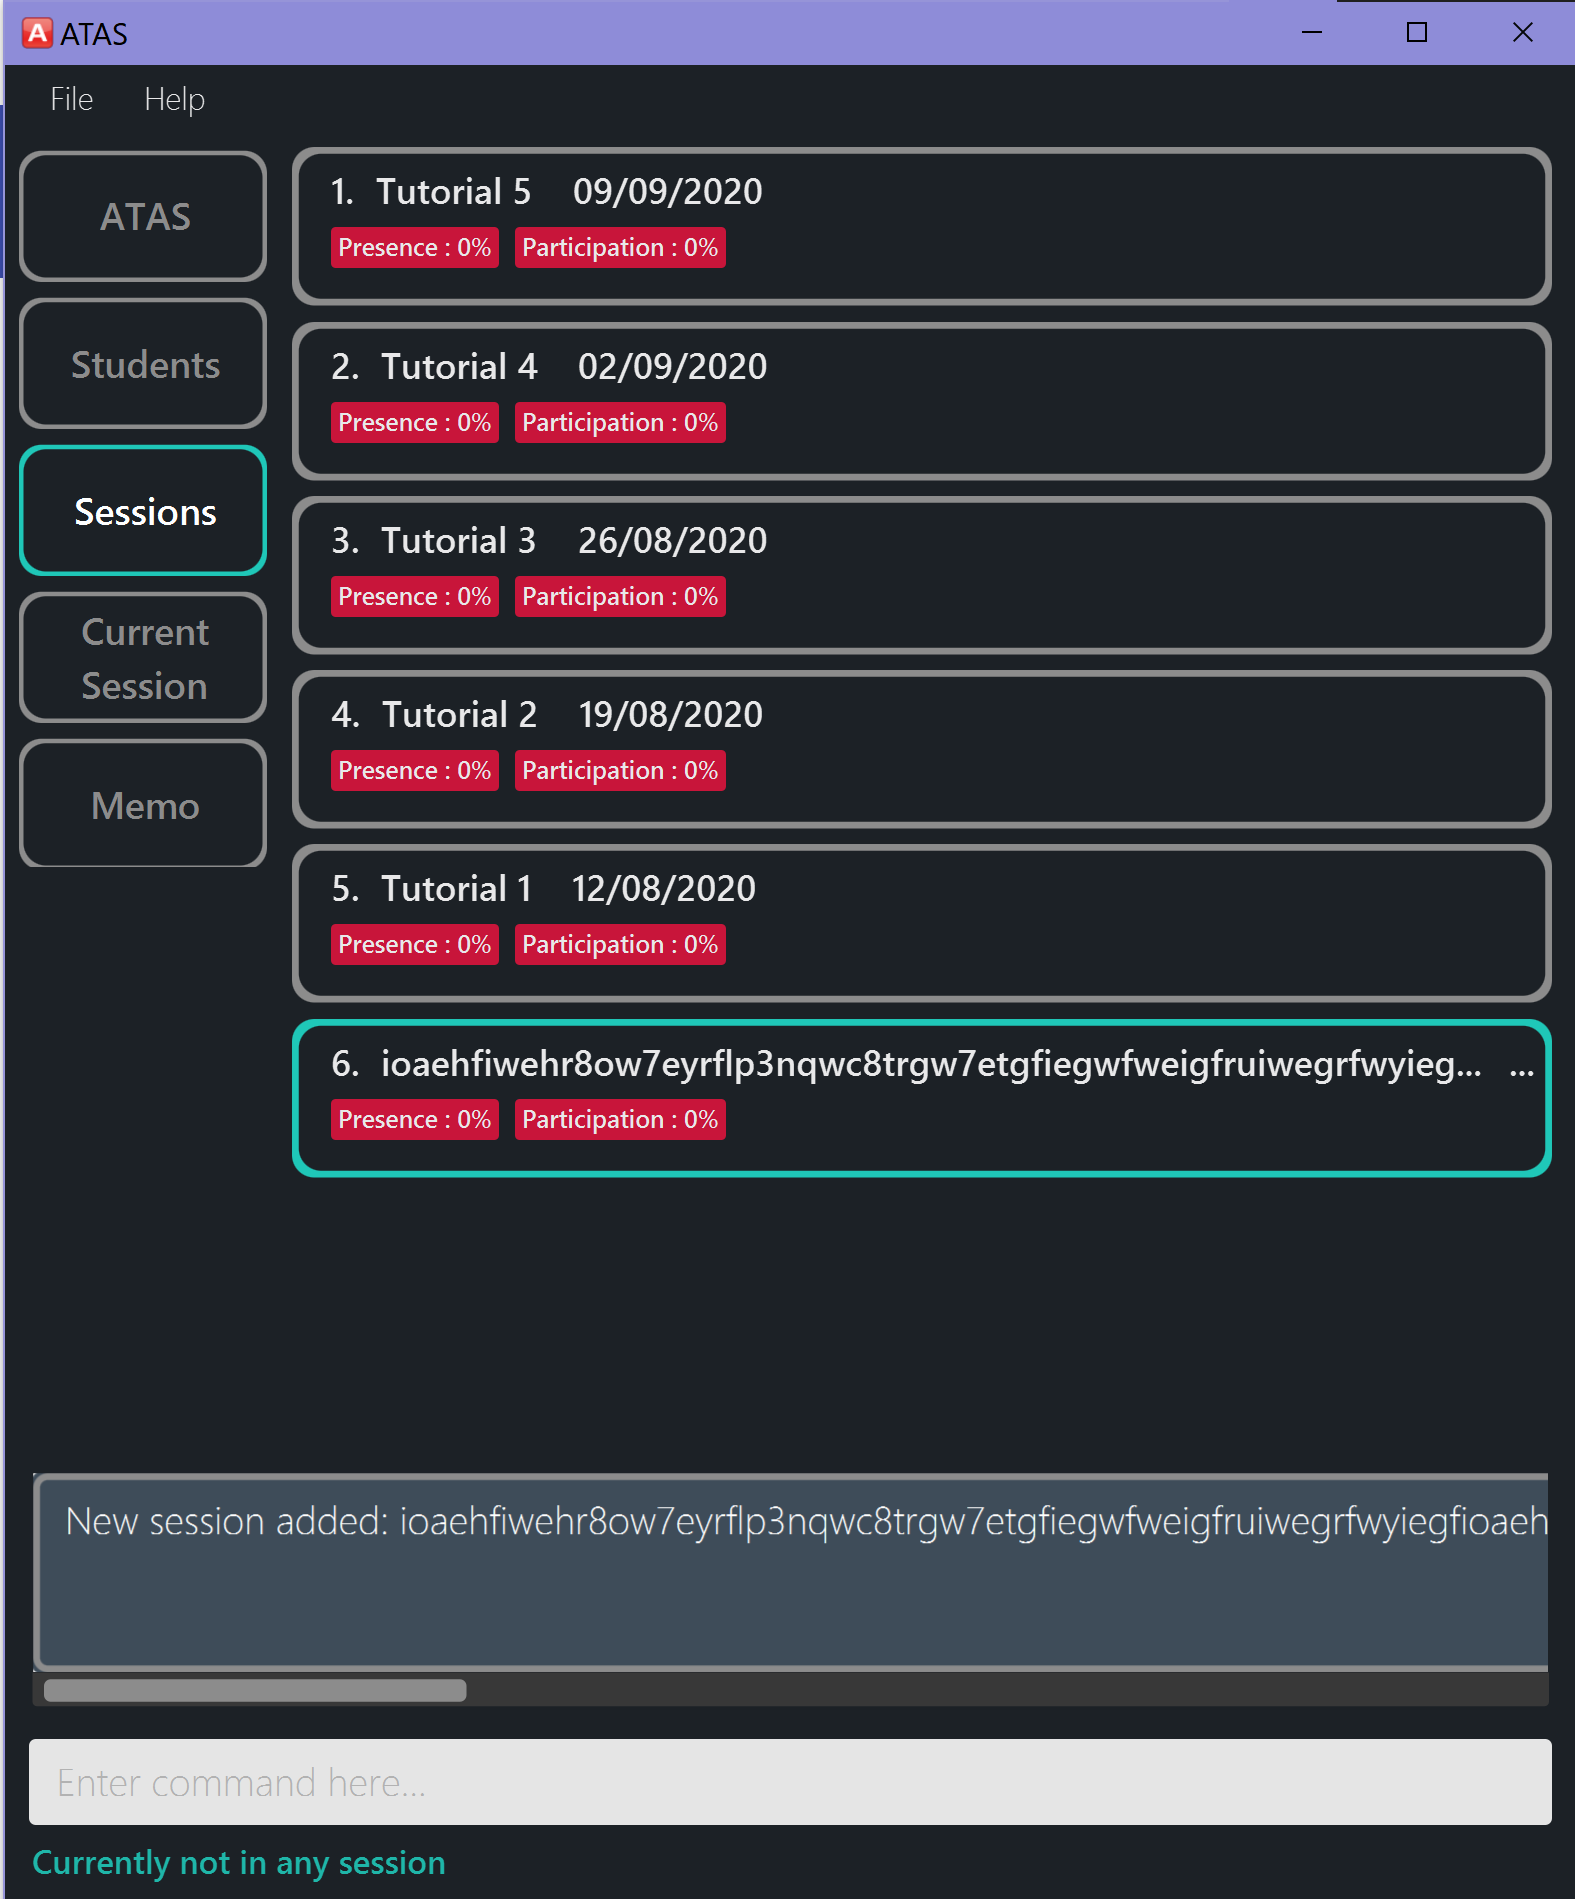 A ATAS
File Help
ATAS
Students
Sessions
Current
Session
Memo
1. Tutorial 5 09/09/2020
Presence : 0% Participation : 0%
2. Tutorial 4 02/09/2020
Presence : 0% Participation : 0%
3. Tutorial 3 26/08/2020
Presence : 0% Participation : 0%
4. Tutorial 2 19/08/2020
Presence : 0% Participation : 0%
5. Tutorial 1 12/08/2020
Presence : 0% Participation : 0%
6. ioaehfiwehr8ow7eyrflp3nqwc8trgw7etgfiegwfweigfruiwegrfwyieg... ...
Presence : 0% Participation : 0%
New session added: ioaehfiwehr8ow7eyrflp3nqwc8trgw7etgfiegwfweigfruiwegrfwyiegfioaeh
Enter command here...
Currently not in any session